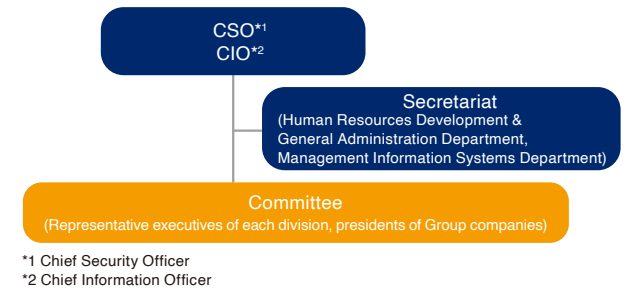 CSO*1
CIO*2
Secretariat
(Human Resources Development &
General Administration Department,
Management Information Systems Department)
Committee
(Representative executives of each division, presidents of Group companies)
*1 Chief Security Officer
*2 Chief Information Officer